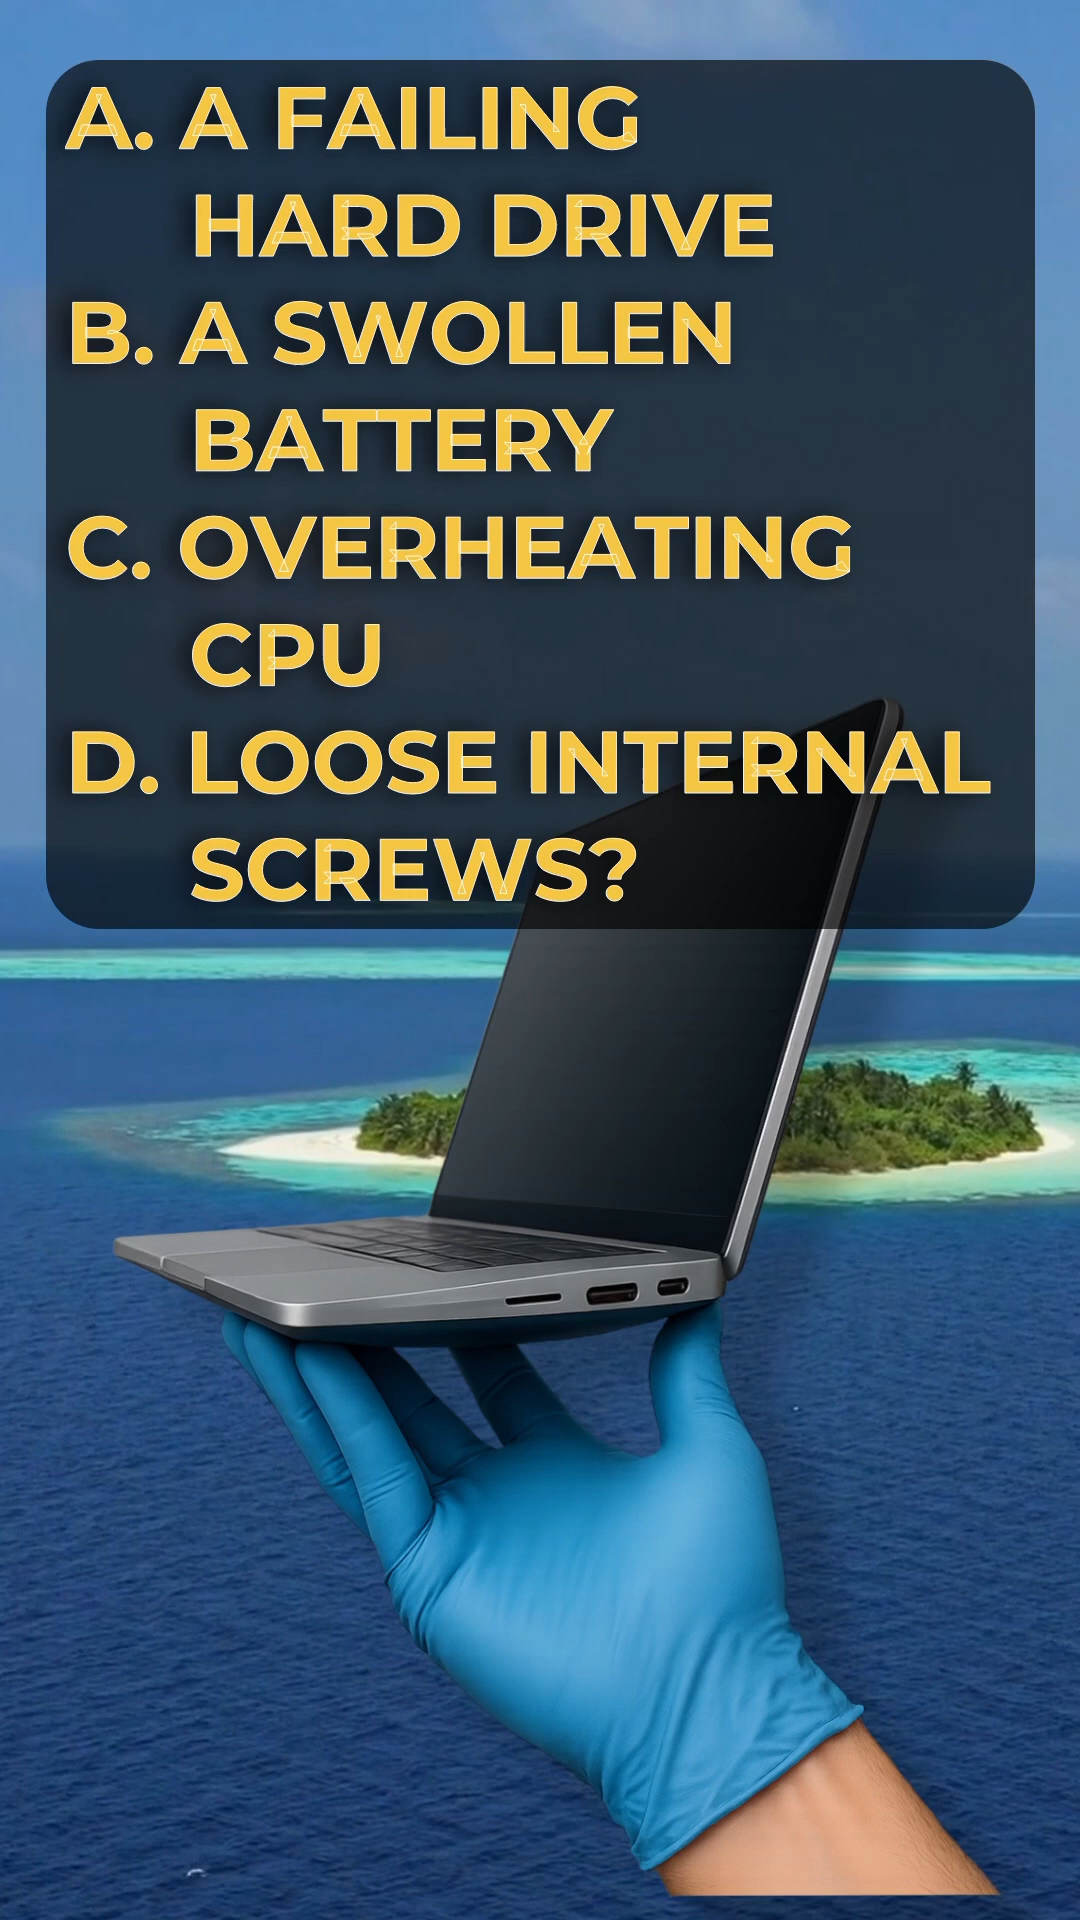 A. A FAILING
HARD DRIVE
B. A SWOLLEN
BATTERY
C. OVERHEATING
CPU
D. LOOSE INTERNAL
SCREWS?